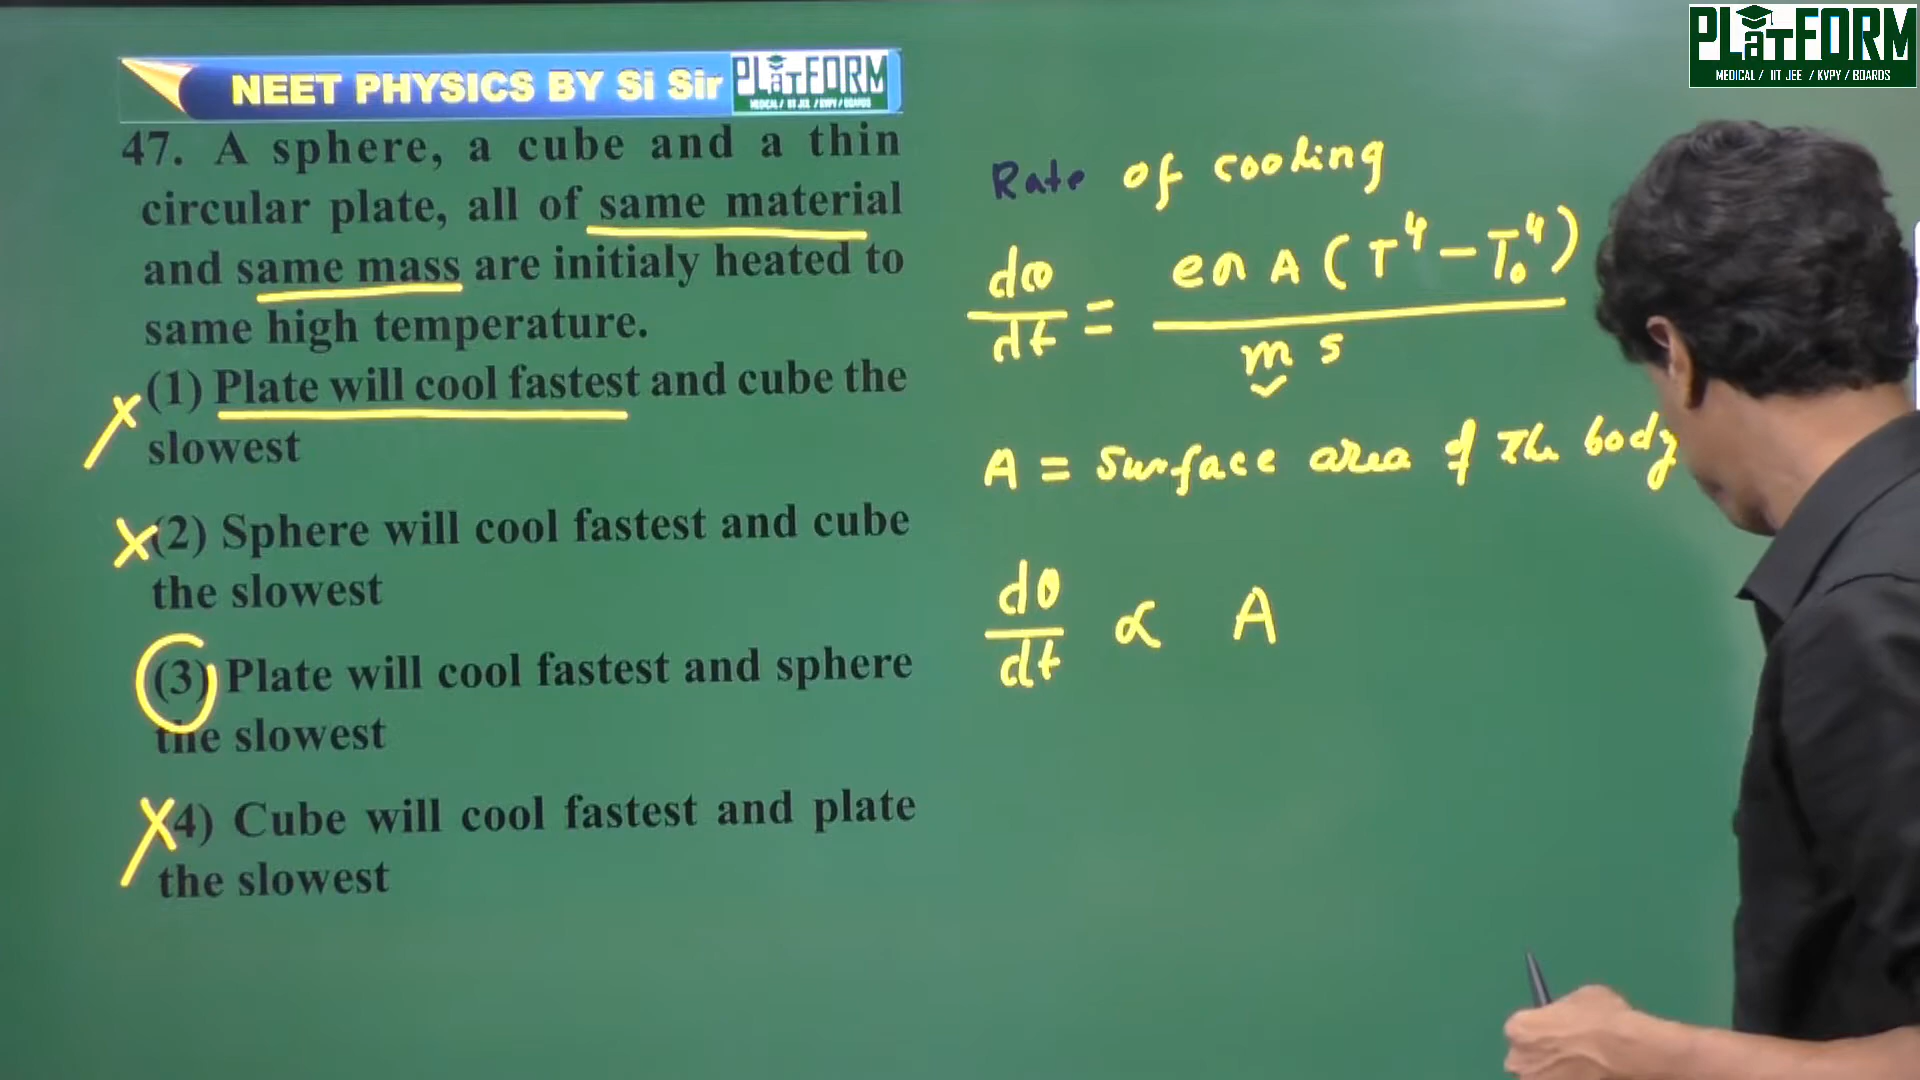 PLATFORM
MEDICAL / IIT JEE / KVPY / BOARDS
NEET PHYSICS BY Si Sir PLATFORM
MEDICAL / IIT JEE / KVPY / BOARDS
47. A sphere, a cube and a thin
circular plate, all of same material
and same mass are initialy heated to
same high temperature.
(1) Plate will cool fastest and cube the
slowest
(2) Sphere will cool fastest and cube
the slowest
(3) Plate will cool fastest and sphere
the slowest
(4) Cube will cool fastest and plate
the slowest
Rate of cooling
dθ/dt = eσA(T⁴ - T₀⁴) / m s
A = Surface area of the body
dθ/dt ∝ A